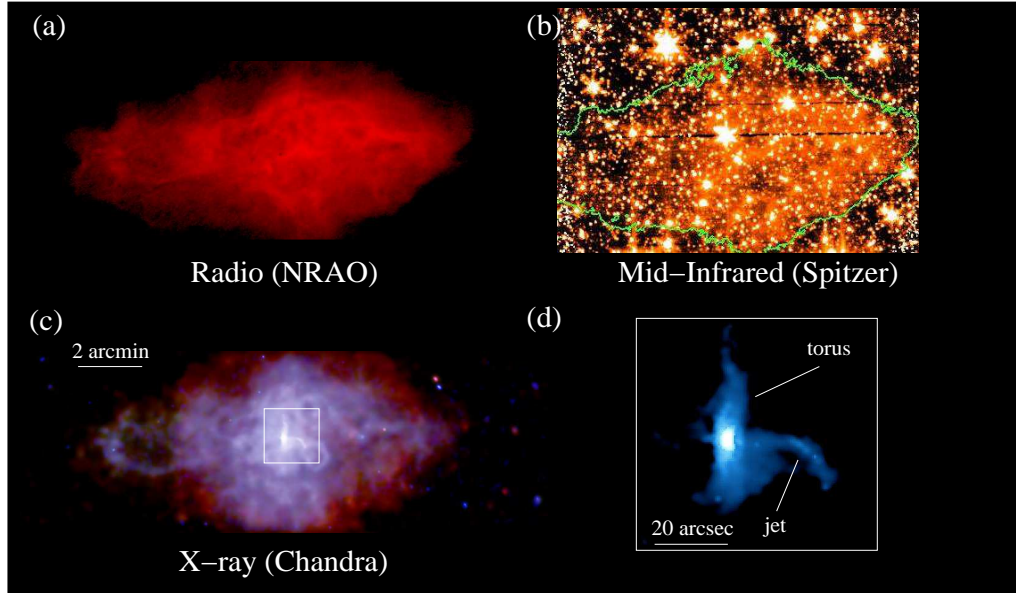 (a)
Radio (NRAO)
(b)
Mid−Infrared (Spitzer)
(c)
2 arcmin
X−ray (Chandra)
(d)
torus
jet
20 arcsec